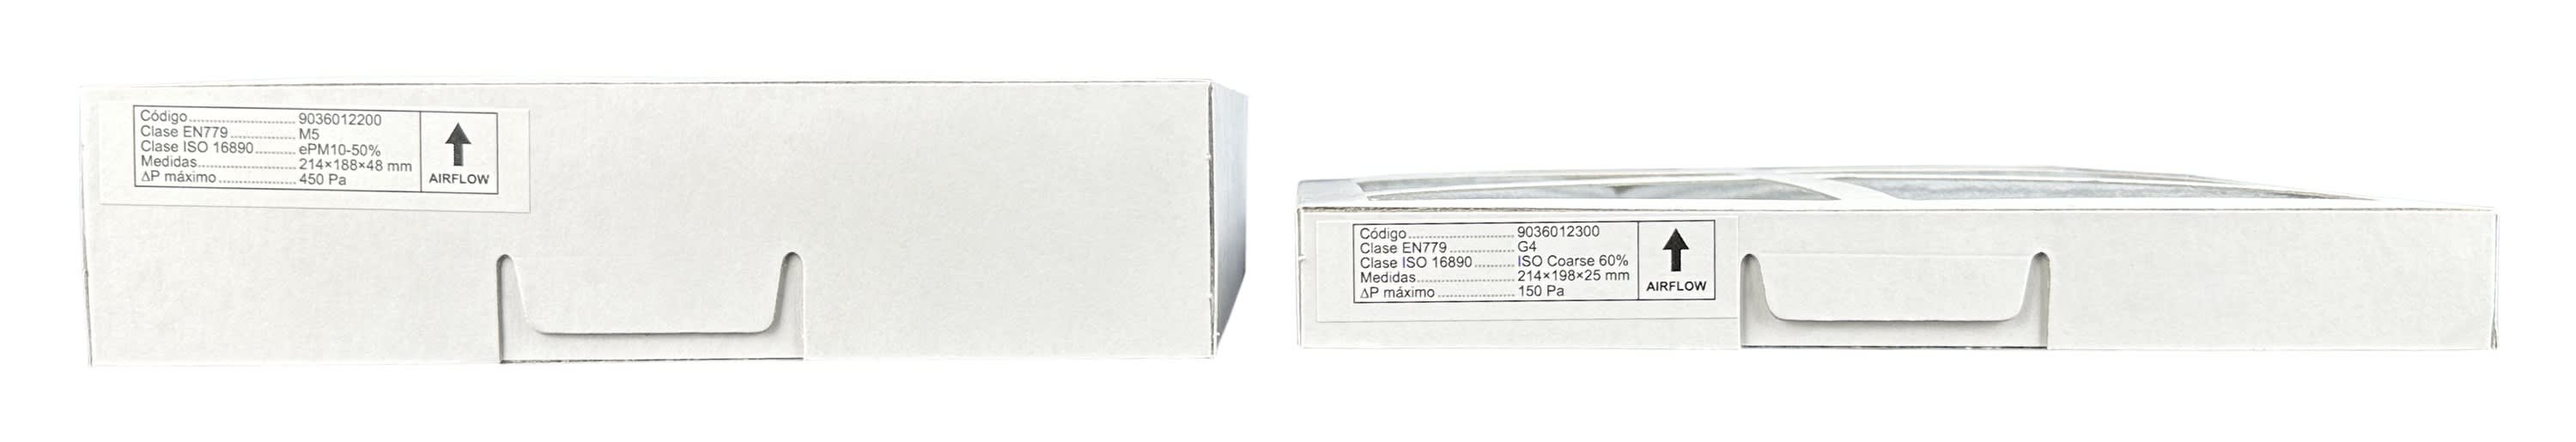 Código.......................... 9036012200
Clase EN779................ M5
Clase ISO 16890.......... ePM10-50%
Medidas........................ 214×188×48 mm
ΔP máximo................... 450 Pa
AIRFLOW
Código.......................... 9036012300
Clase EN779................ G4
Clase ISO 16890.......... ISO Coarse 60%
Medidas........................ 214×198×25 mm
ΔP máximo................... 150 Pa
AIRFLOW